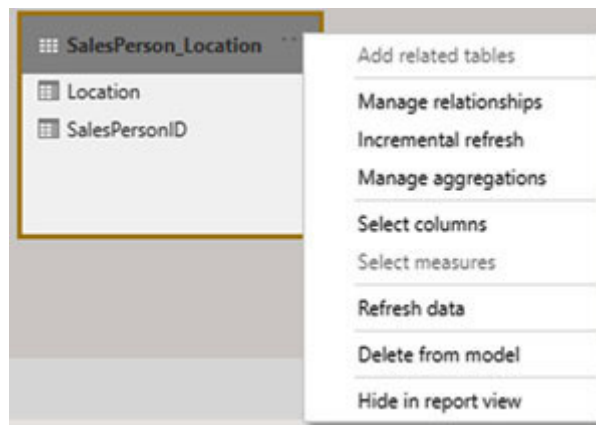 SalesPerson_Location
Location
SalesPersonID
Add related tables
Manage relationships
Incremental refresh
Manage aggregations
Select columns
Select measures
Refresh data
Delete from model
Hide in report view